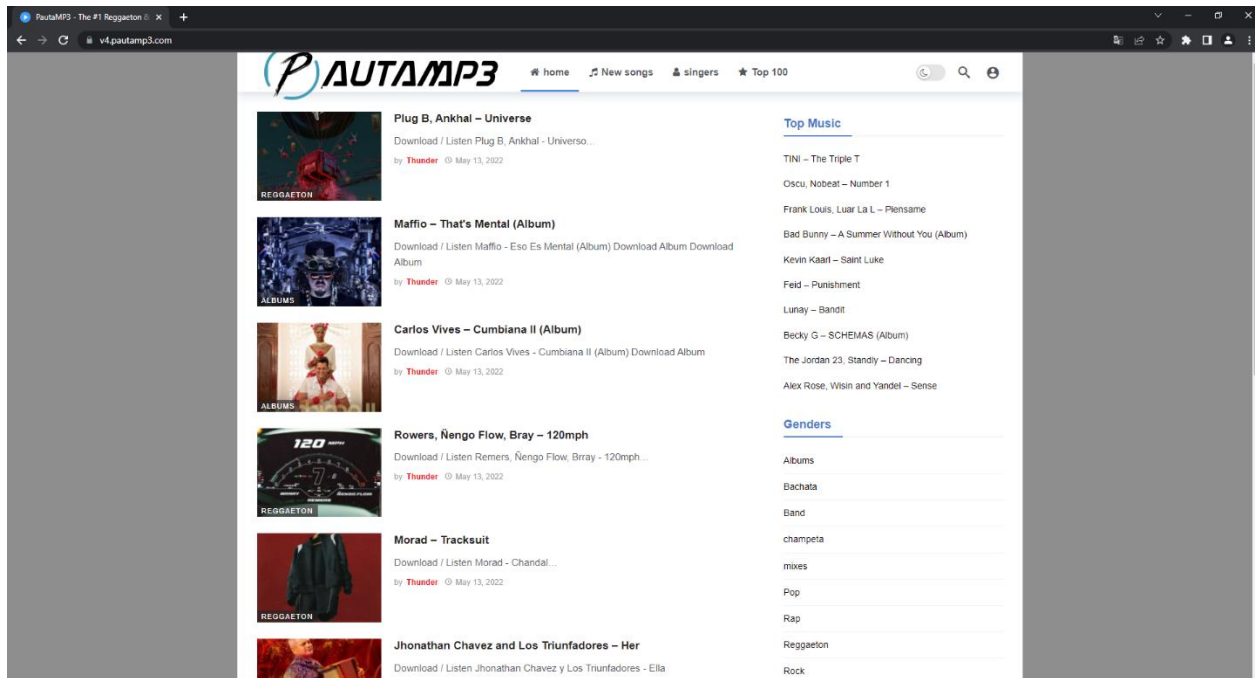 PautaMP3 - The #1 Reggaeton &
v4.pautamp3.com
PAUTAMP3
home
New songs
singers
Top 100
REGGAETON
Plug B, Ankhal – Universe
Download / Listen Plug B, Ankhal - Universo...
by Thunder May 13, 2022
ALBUMS
Maffio – That's Mental (Album)
Download / Listen Maffio - Eso Es Mental (Album) Download Album Download
Album
by Thunder May 13, 2022
ALBUMS
Carlos Vives – Cumbiana II (Album)
Download / Listen Carlos Vives - Cumbiana II (Album) Download Album
by Thunder May 13, 2022
120 MPH
REGGAETON
Rowers, Ñengo Flow, Bray – 120mph
Download / Listen Remers, Ñengo Flow, Brray - 120mph...
by Thunder May 13, 2022
REGGAETON
Morad – Tracksuit
Download / Listen Morad - Chandal...
by Thunder May 13, 2022
Jhonathan Chavez and Los Triunfadores – Her
Download / Listen Jhonathan Chavez y Los Triunfadores - Ella
Top Music
TINI – The Triple T
Oscu, Nobeat – Number 1
Frank Louis, Luar La L – Piensame
Bad Bunny – A Summer Without You (Album)
Kevin Kaarl – Saint Luke
Feid – Punishment
Lunay – Bandit
Becky G – SCHEMAS (Album)
The Jordan 23, Standly – Dancing
Alex Rose, Wisin and Yandel – Sense
Genders
Albums
Bachata
Band
champeta
mixes
Pop
Rap
Reggaeton
Rock